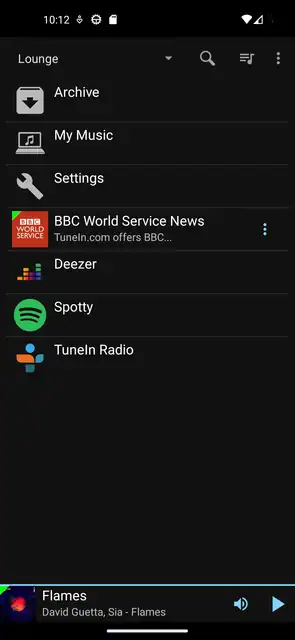 10:12
Lounge
Archive
My Music
Settings
BBC
WORLD
SERVICE
BBC World Service News
TuneIn.com offers BBC...
Deezer
Spotty
TuneIn Radio
Flames
David Guetta, Sia - Flames